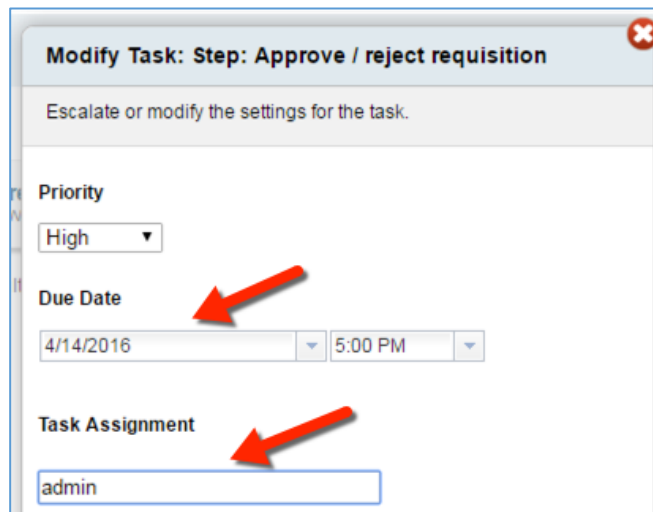 Modify Task: Step: Approve / reject requisition
Escalate or modify the settings for the task.
Priority
High
Due Date
4/14/2016 5:00 PM
Task Assignment
admin